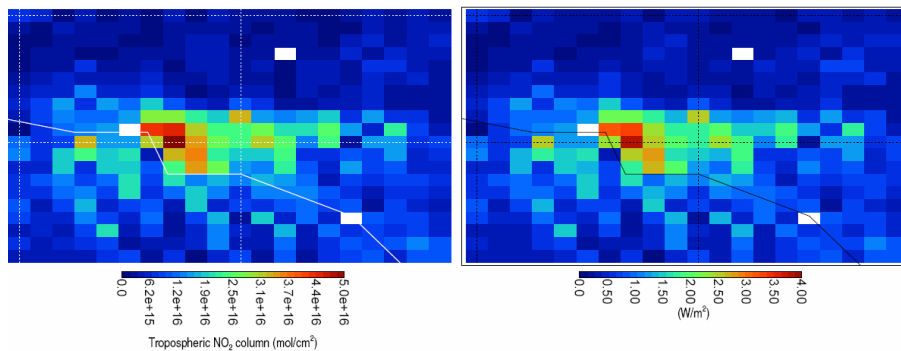 0.0
6.2e+15
1.2e+16
1.9e+16
2.5e+16
3.1e+16
3.7e+16
4.4e+16
5.0e+16
Tropospheric NO₂ column (mol/cm²)
0.0
0.50
1.00
1.50
2.00
2.50
3.00
3.50
4.00
(W/m²)